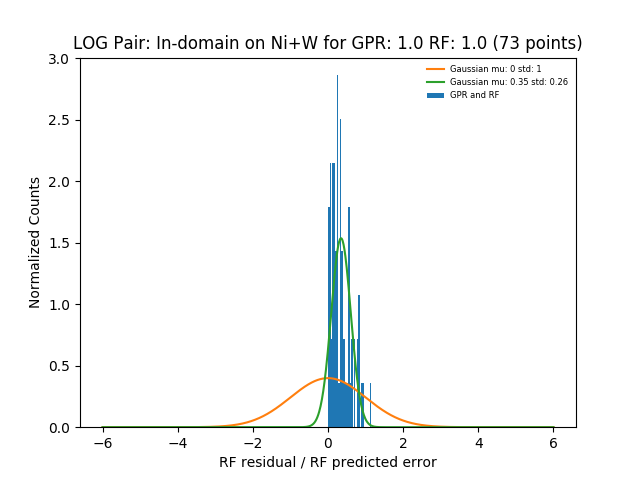 LOG Pair: In-domain on Ni+W for GPR: 1.0 RF: 1.0 (73 points)
Gaussian mu: 0 std: 1
Gaussian mu: 0.35 std: 0.26
GPR and RF
Normalized Counts
3.0
2.5
2.0
1.5
1.0
0.5
0.0
−6 −4 −2 0 2 4 6
RF residual / RF predicted error